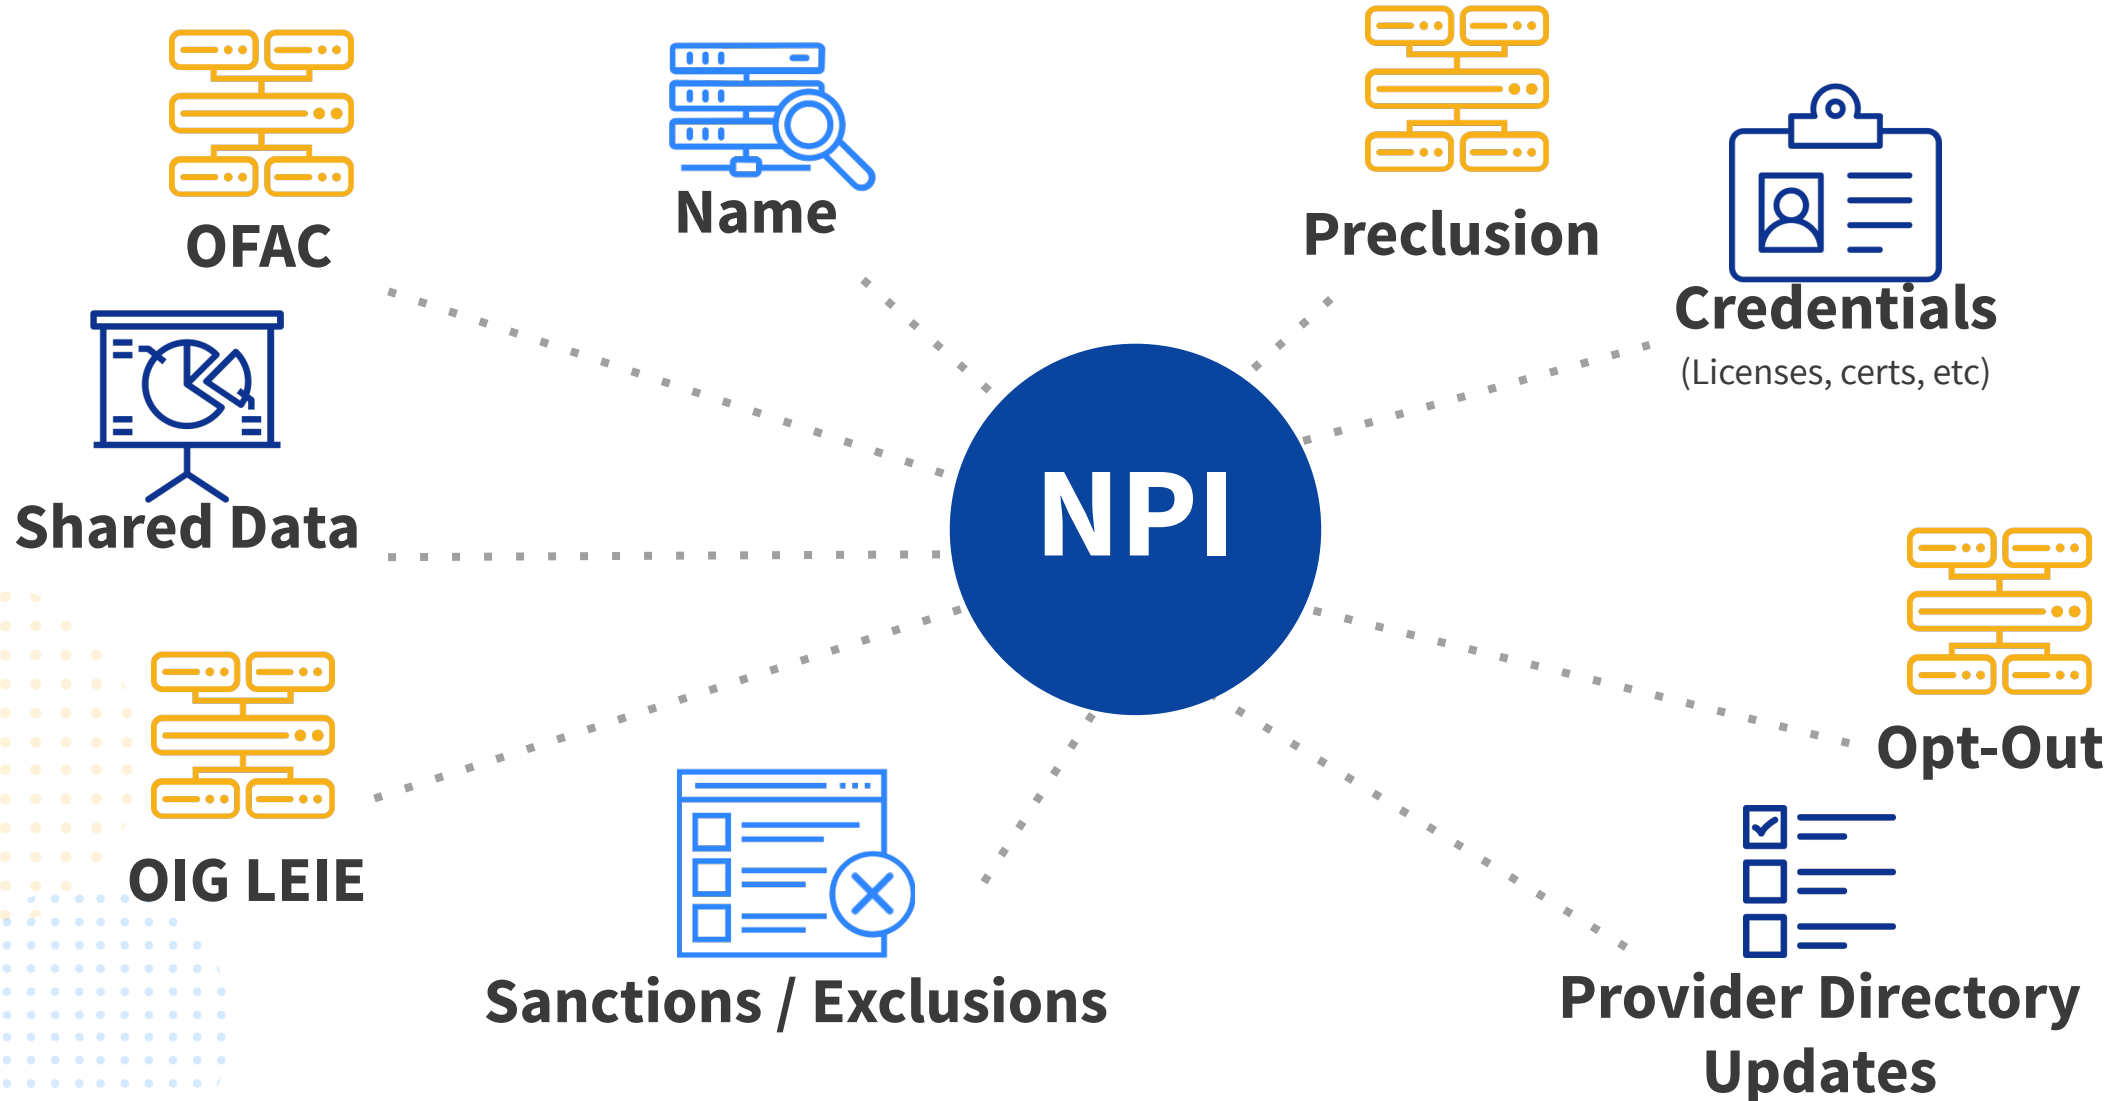 OFAC
Name
Preclusion
Credentials
(Licenses, certs, etc)
Shared Data
NPI
Opt-Out
OIG LEIE
Sanctions / Exclusions
Provider Directory
Updates